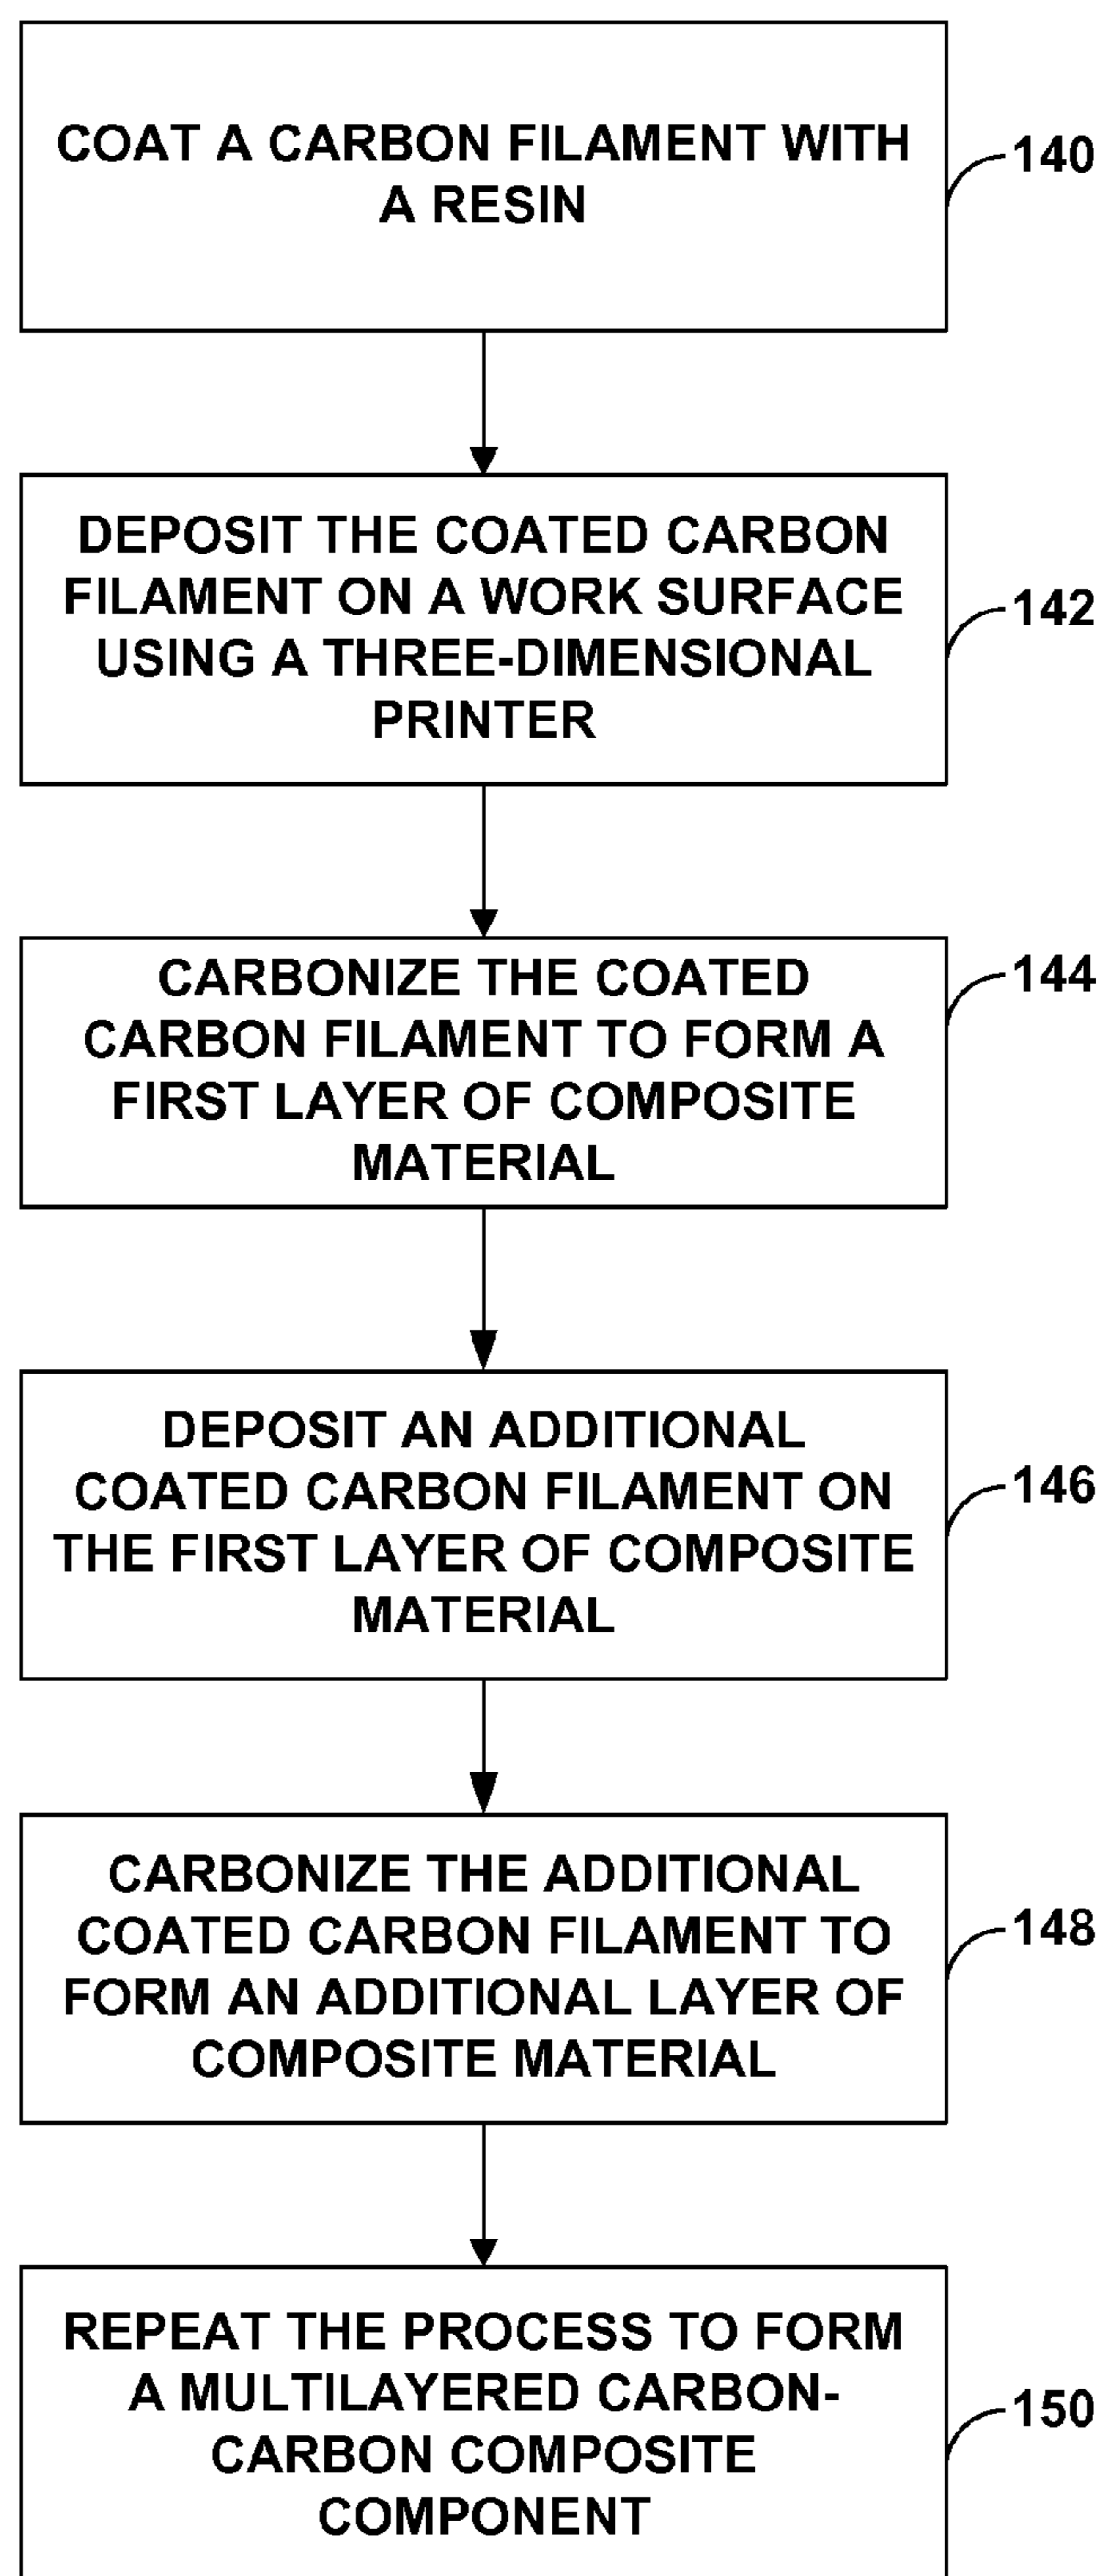 COAT A CARBON FILAMENT WITH
A RESIN
140
DEPOSIT THE COATED CARBON
FILAMENT ON A WORK SURFACE
USING A THREE-DIMENSIONAL
PRINTER
142
CARBONIZE THE COATED
CARBON FILAMENT TO FORM A
FIRST LAYER OF COMPOSITE
MATERIAL
144
DEPOSIT AN ADDITIONAL
COATED CARBON FILAMENT ON
THE FIRST LAYER OF COMPOSITE
MATERIAL
146
CARBONIZE THE ADDITIONAL
COATED CARBON FILAMENT TO
FORM AN ADDITIONAL LAYER OF
COMPOSITE MATERIAL
148
REPEAT THE PROCESS TO FORM
A MULTILAYERED CARBON-
CARBON COMPOSITE
COMPONENT
150